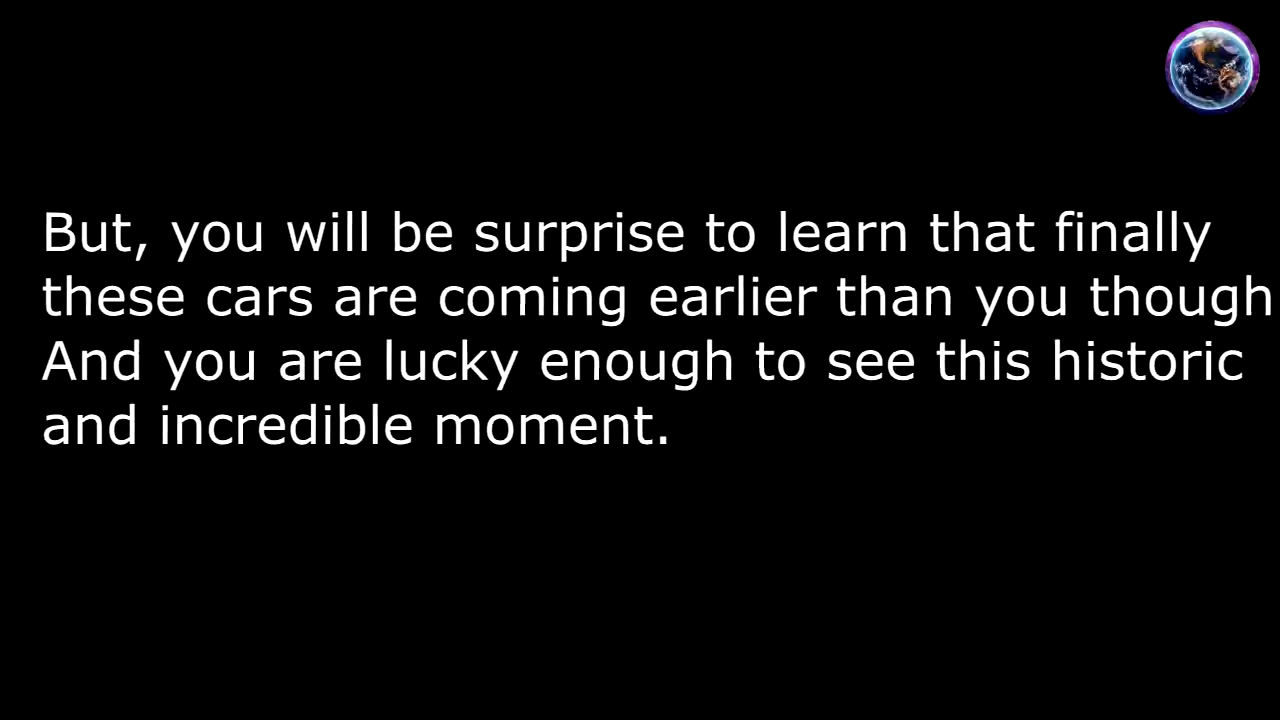 But, you will be surprise to learn that finally
these cars are coming earlier than you though
And you are lucky enough to see this historic
and incredible moment.